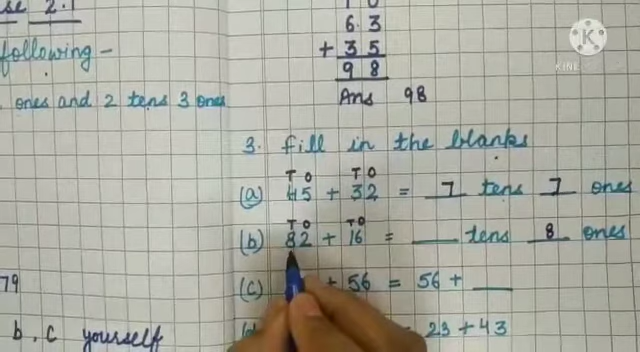 se 2.1
following -
ones and 2 tens 3 ones
79
b, c yourself
T O
6 3
+ 3 5
9 8
Ans 98
3. fill in the blanks
T O T O
(a) 45 + 32 = 7 tens 7 ones
T O T O
(b) 82 + 16 = ___ tens 8 ones
(c) + 56 = 56 + ___
= 23 + 43
K
KINE